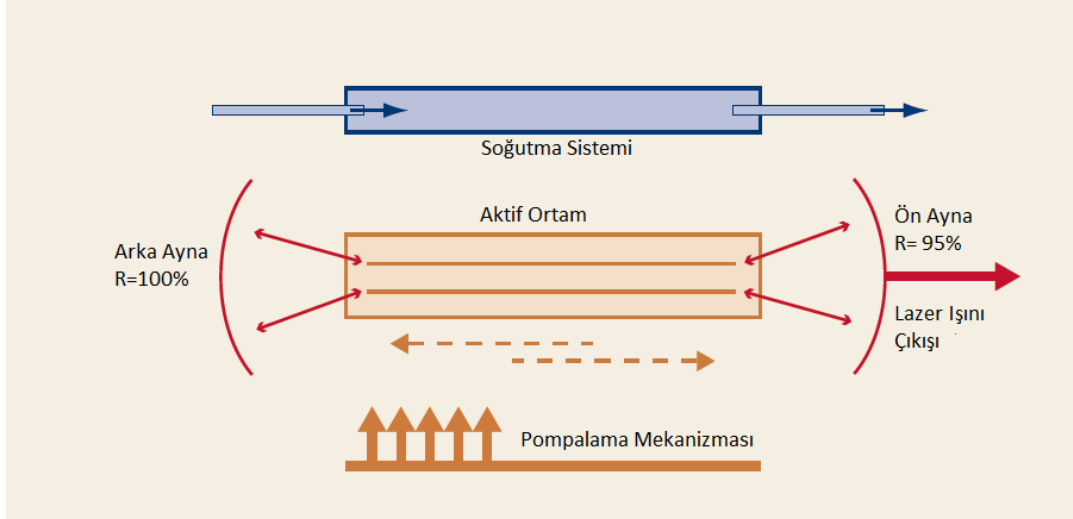 Soğutma Sistemi
Aktif Ortam
Arka Ayna
R=100%
Ön Ayna
R= 95%
Lazer Işını
Çıkışı
Pompalama Mekanizması